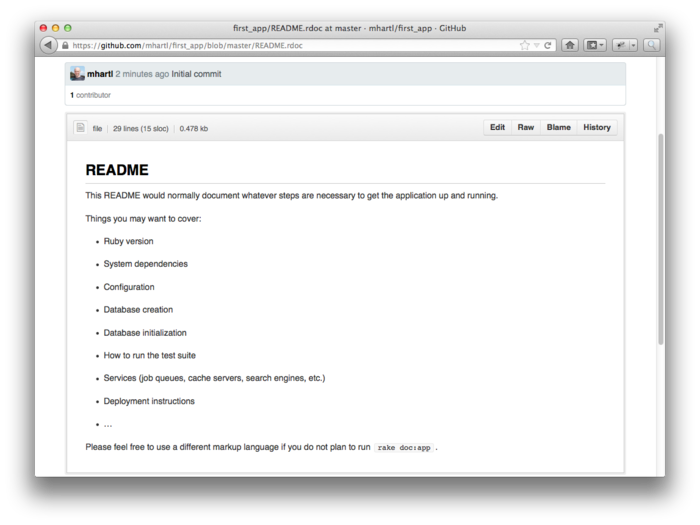 first_app/README.rdoc at master · mhartl/first_app · GitHub
https://github.com/mhartl/first_app/blob/master/README.rdoc
mhartl 2 minutes ago Initial commit
1 contributor
file | 29 lines (15 sloc) | 0.478 kb Edit Raw Blame History
README
This README would normally document whatever steps are necessary to get the application up and running.
Things you may want to cover:
• Ruby version
• System dependencies
• Configuration
• Database creation
• Database initialization
• How to run the test suite
• Services (job queues, cache servers, search engines, etc.)
• Deployment instructions
• ...
Please feel free to use a different markup language if you do not plan to run rake doc:app .